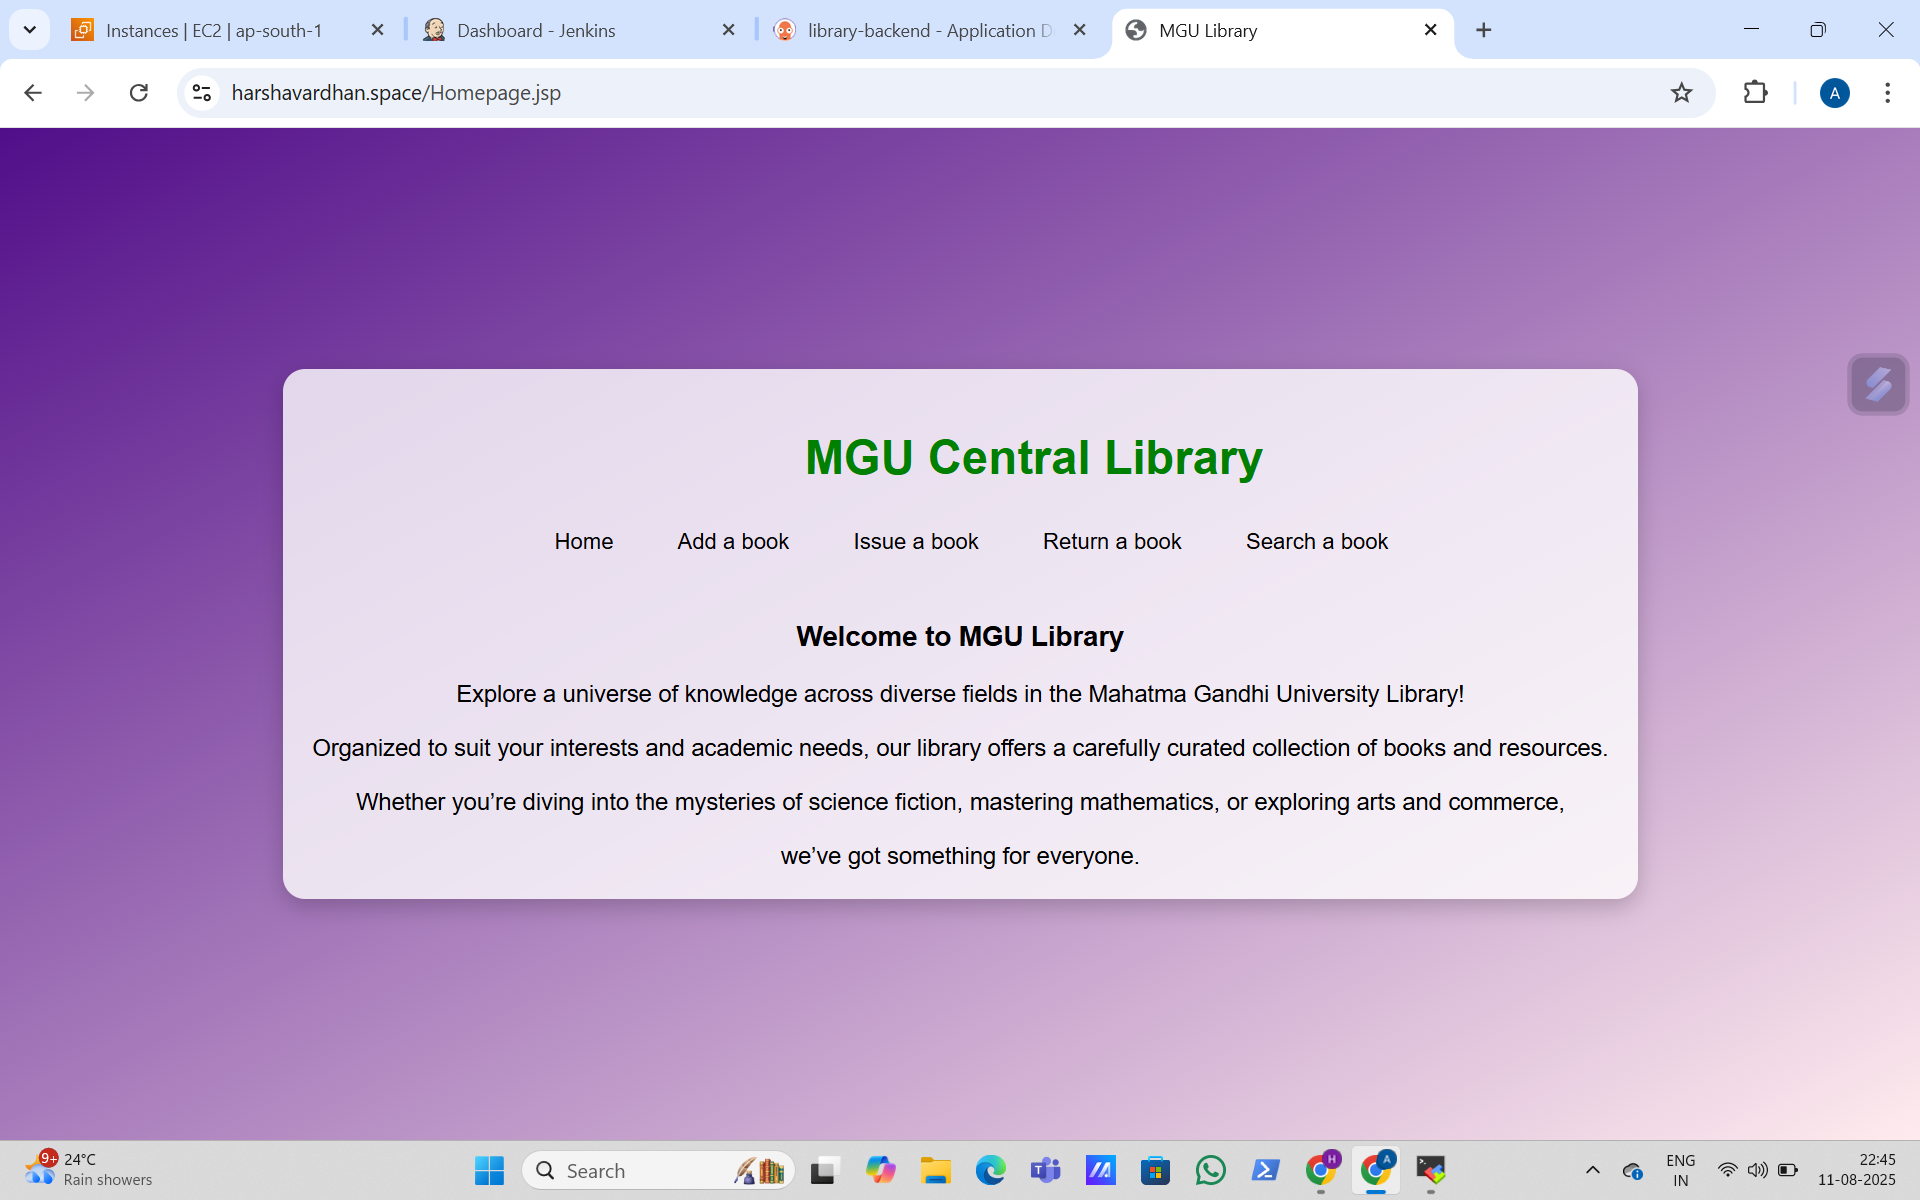 Instances | EC2 | ap-south-1
Dashboard - Jenkins
library-backend - Application D
MGU Library
harshavardhan.space/Homepage.jsp
A
MGU Central Library
Home Add a book Issue a book Return a book Search a book
Welcome to MGU Library
Explore a universe of knowledge across diverse fields in the Mahatma Gandhi University Library!
Organized to suit your interests and academic needs, our library offers a carefully curated collection of books and resources.
Whether you’re diving into the mysteries of science fiction, mastering mathematics, or exploring arts and commerce,
we’ve got something for everyone.
9+
24°C
Rain showers
Search
T
H
A
ENG
IN
22:45
11-08-2025